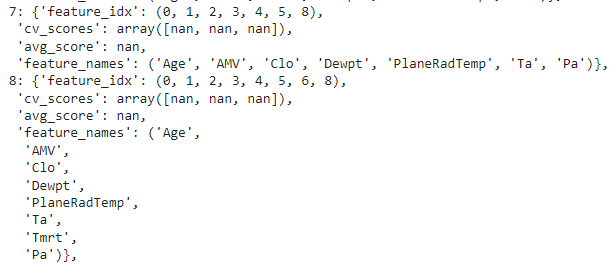 7: {'feature_idx': (0, 1, 2, 3, 4, 5, 8),
'cv_scores': array([nan, nan, nan]),
'avg_score': nan,
'feature_names': ('Age', 'AMV', 'Clo', 'Dewpt', 'PlaneRadTemp', 'Ta', 'Pa')},
8: {'feature_idx': (0, 1, 2, 3, 4, 5, 6, 8),
'cv_scores': array([nan, nan, nan]),
'avg_score': nan,
'feature_names': ('Age',
'AMV',
'Clo',
'Dewpt',
'PlaneRadTemp',
'Ta',
'Tmrt',
'Pa')},